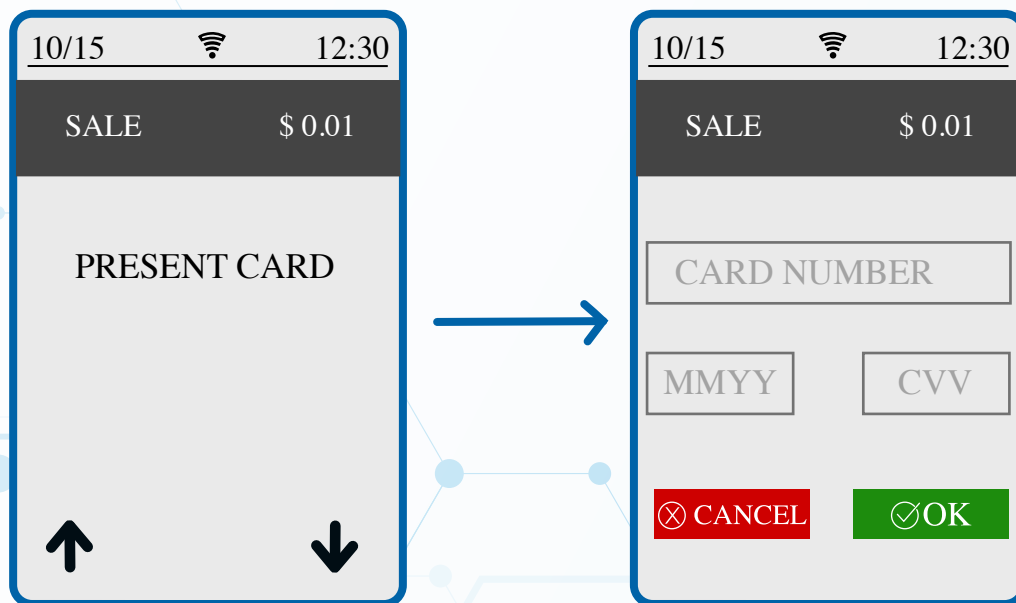 10/15 12:30
SALE $ 0.01
PRESENT CARD
10/15 12:30
SALE $ 0.01
CARD NUMBER
MMYY CVV
CANCEL OK